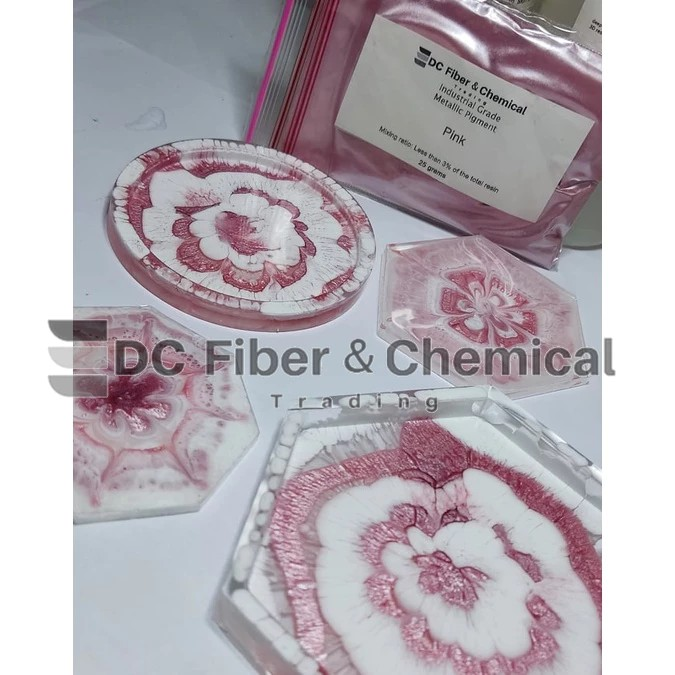 DC Fiber & Chemical
Trading
Industrial Grade
Metallic Pigment
Pink
Mixing ratio: Less then 3% of the total resin
25 grams
DC Fiber & Chemical
Trading